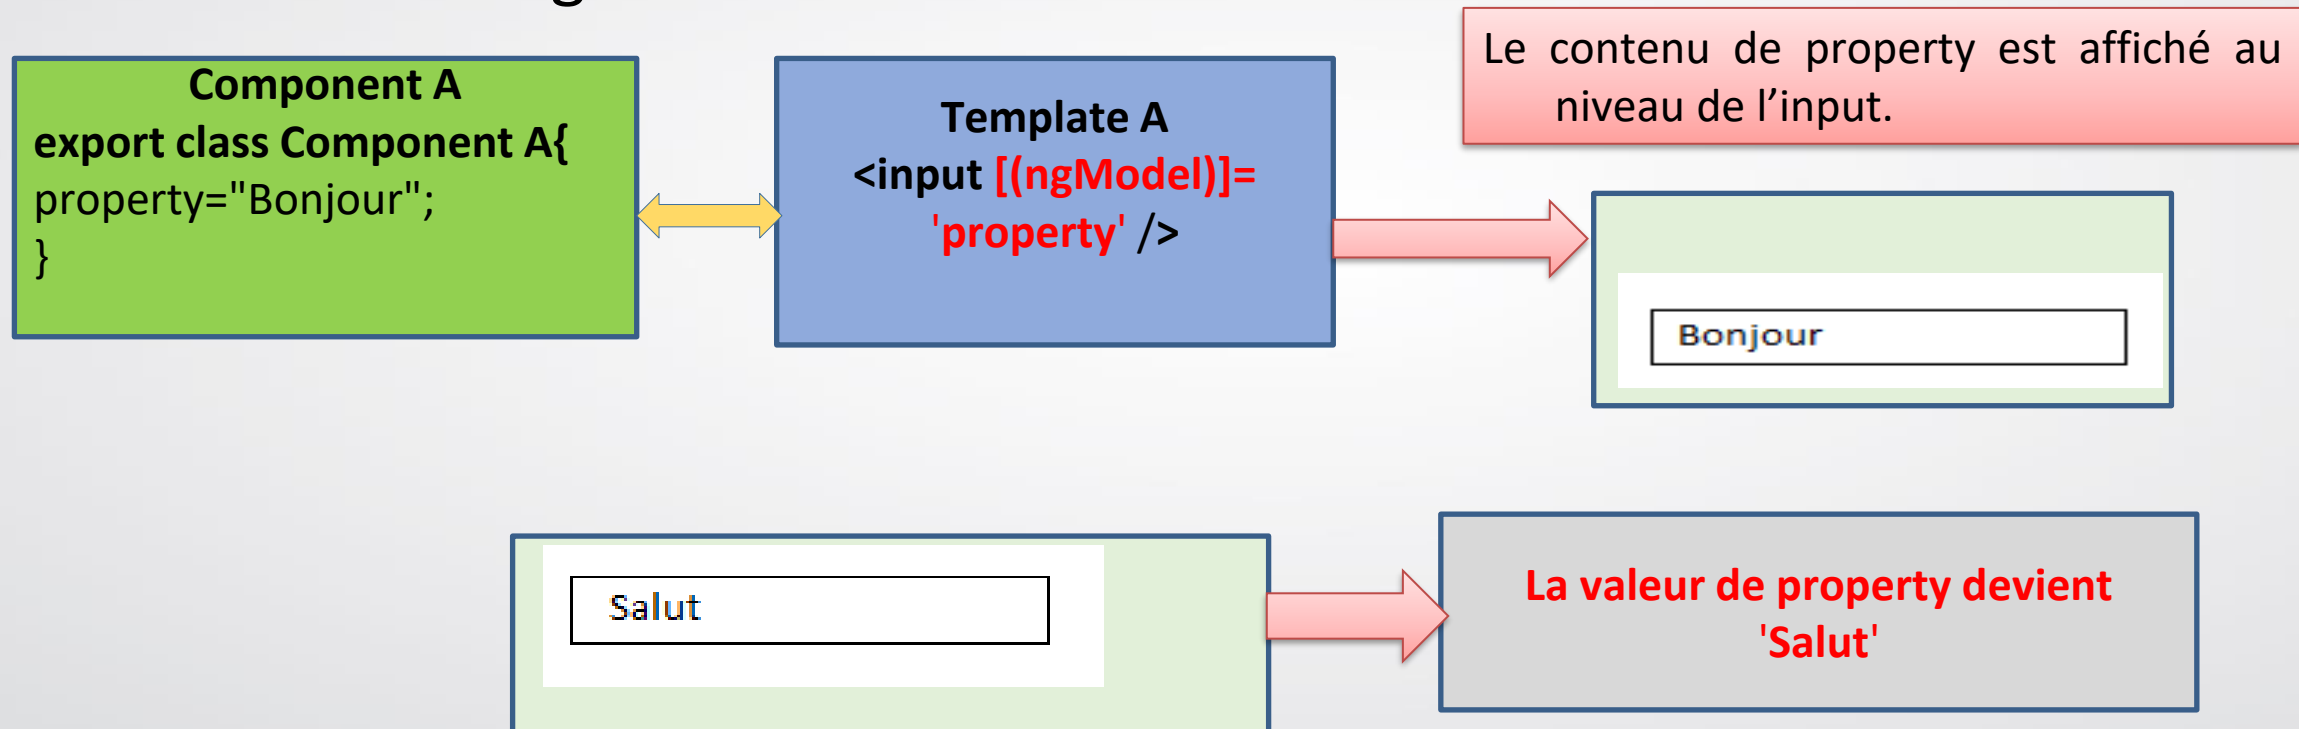 Component A
export class Component A{
property="Bonjour";
}
Template A
<input [(ngModel)]=
'property' />
Le contenu de property est affiché au
niveau de l'input.
Bonjour
Salut
La valeur de property devient
'Salut'